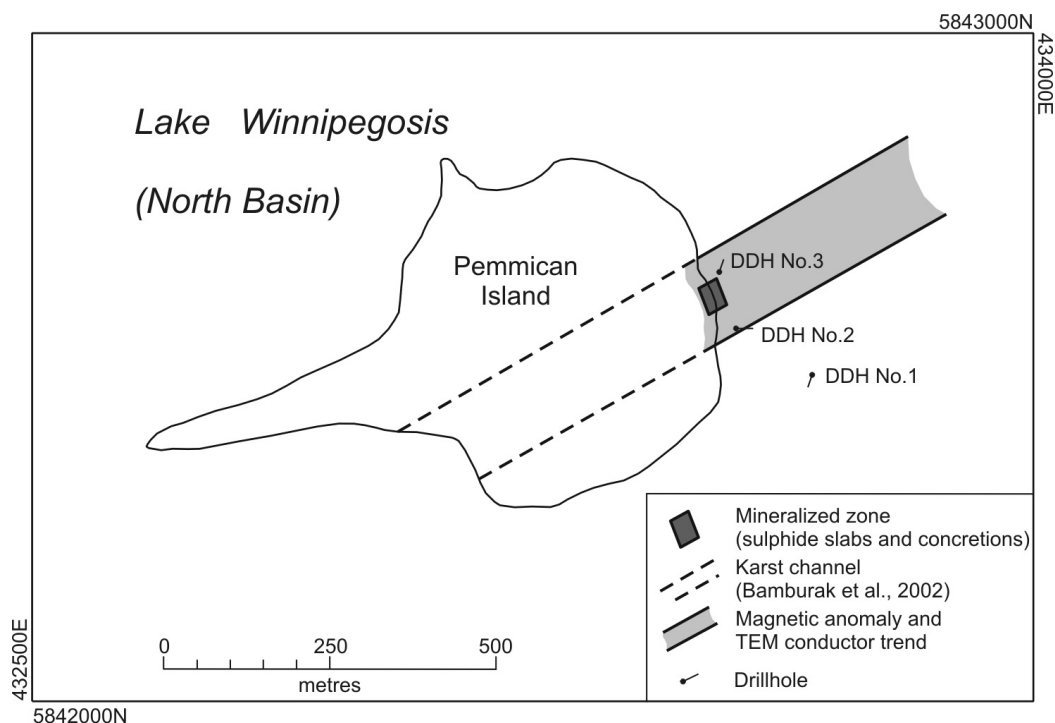 5843000N
434000E
Lake Winnipegosis
(North Basin)
Pemmican
Island
DDH No.3
DDH No.2
DDH No.1
Mineralized zone
(sulphide slabs and concretions)
Karst channel
(Bamburak et al., 2002)
Magnetic anomaly and
TEM conductor trend
Drillhole
0 250 500
metres
432500E
5842000N